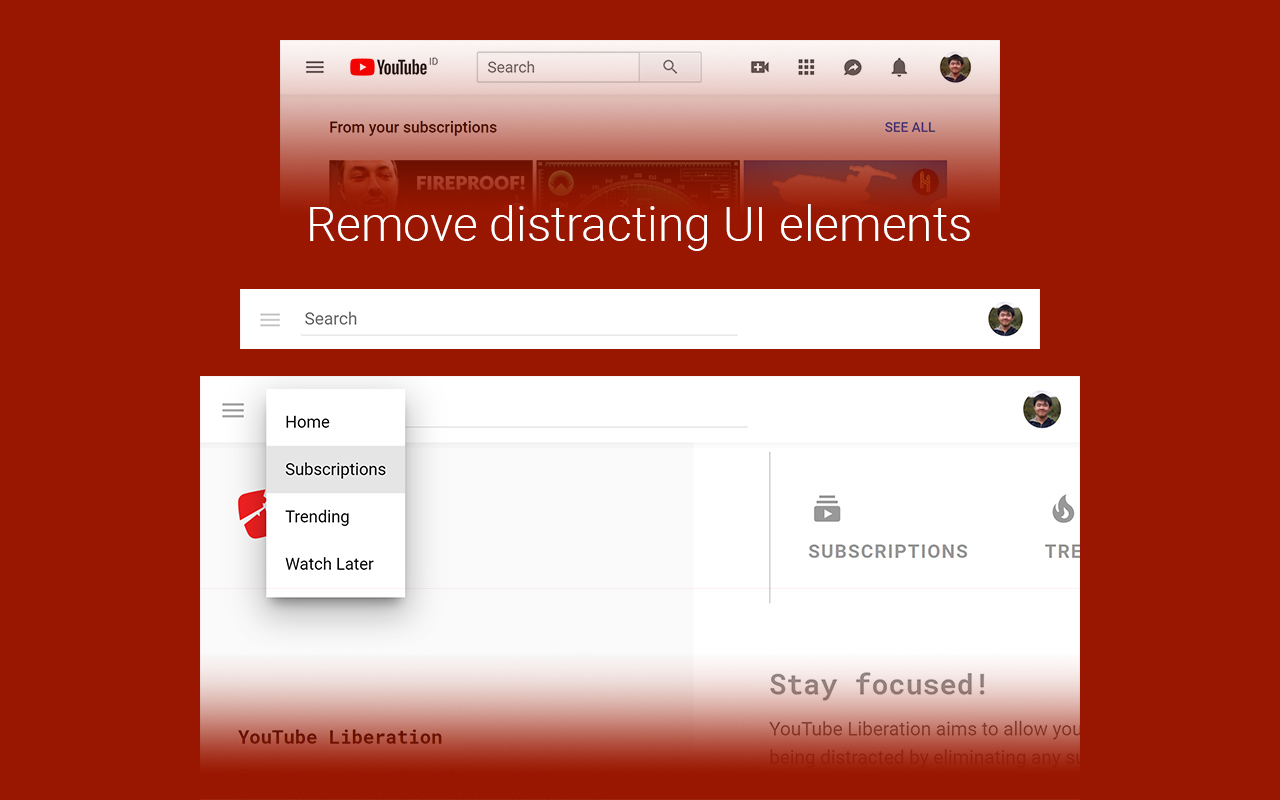 YouTube ID
Search
From your subscriptions
SEE ALL
FIREPROOF!
Remove distracting UI elements
Search
Home
Subscriptions
Trending
Watch Later
SUBSCRIPTIONS
TRE
Stay focused!
YouTube Liberation
YouTube Liberation aims to allow you
being distracted by eliminating any su